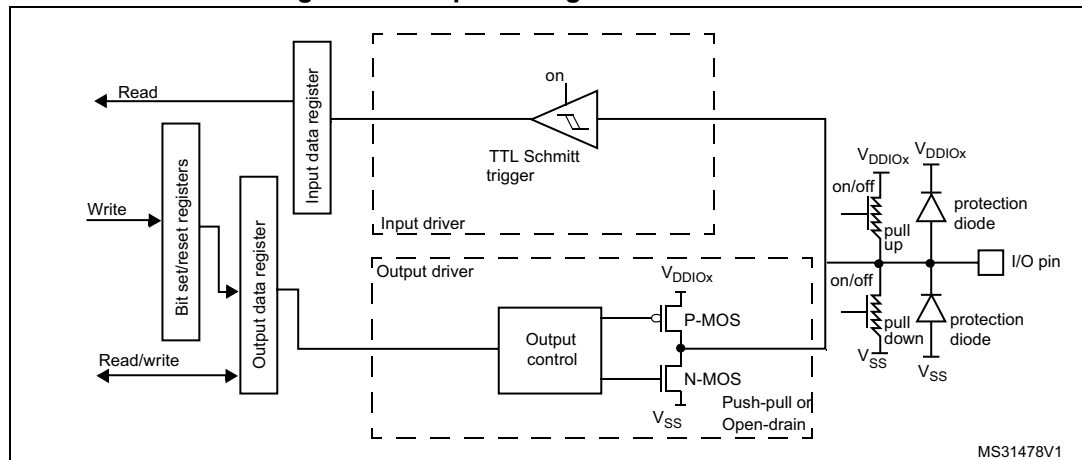 Read
Write
Read/write
Bit set/reset registers
Input data register
Output data register
on
TTL Schmitt
trigger
Input driver
Output driver
Output
control
VDDIOx
P-MOS
N-MOS
VSS
Push-pull or
Open-drain
VDDIOx
on/off
pull
up
VDDIOx
protection
diode
I/O pin
on/off
pull
down
VSS
protection
diode
VSS
MS31478V1